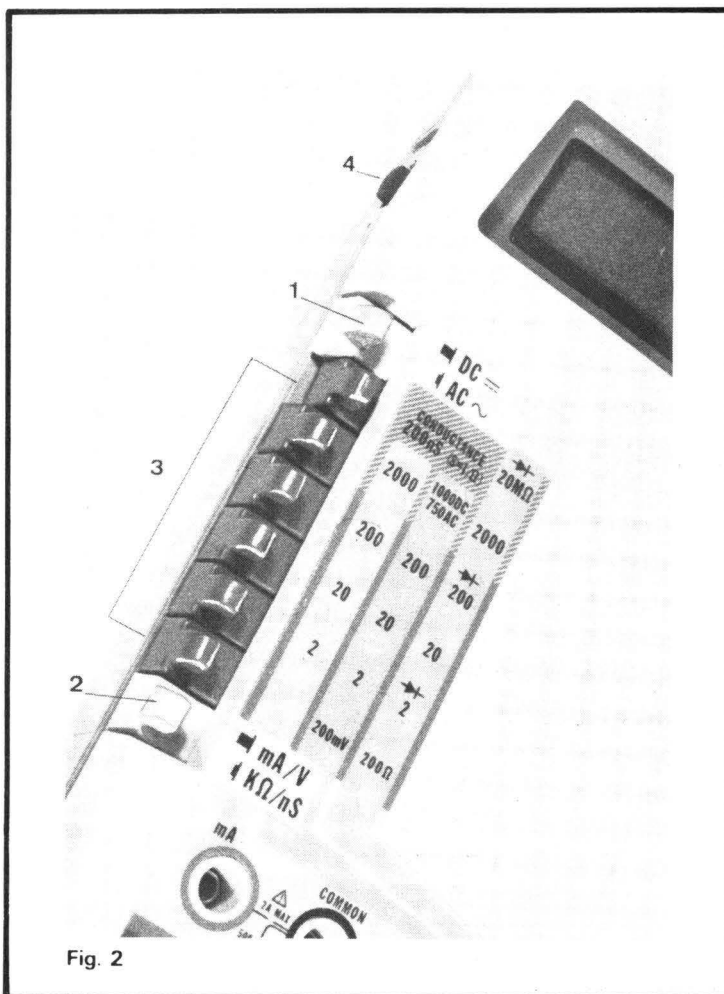 4
1
DC
AC ~
CONDUCTANCE
200nS
20MΩ
2000
1000DC
750AC
2000
3
200
200
200
20
20
20
2
2
2
2
200mV
200Ω
mA/V
KΩ/nS
mA
COMMON
2A MAX
Fig. 2